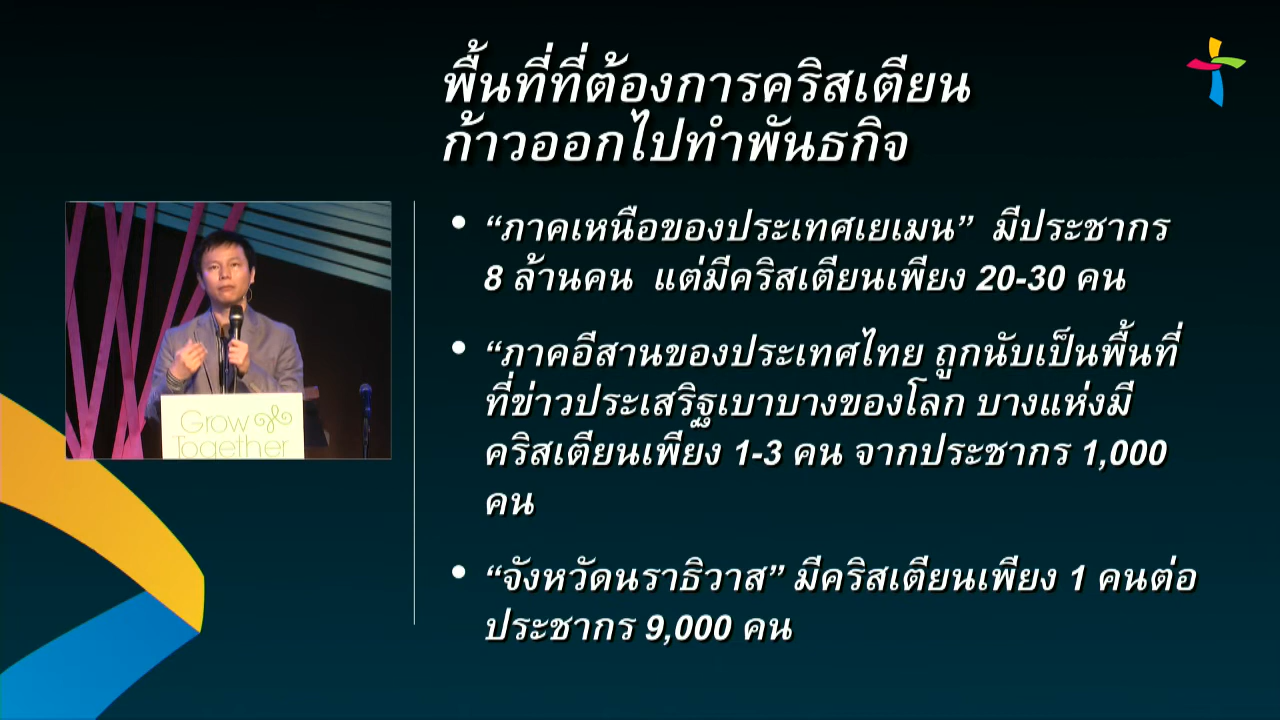 พื้นที่ที่ต้องการคริสเตียน
ก้าวออกไปทำพันธกิจ
• “ภาคเหนือของประเทศเยเมน” มีประชากร
8 ล้านคน แต่มีคริสเตียนเพียง 20-30 คน
• “ภาคอีสานของประเทศไทย ถูกนับเป็นพื้นที่
ที่ข่าวประเสริฐเบาบางของโลก บางแห่งมี
คริสเตียนเพียง 1-3 คน จากประชากร 1,000
คน
• “จังหวัดนราธิวาส” มีคริสเตียนเพียง 1 คนต่อ
ประชากร 9,000 คน
Grow
Together